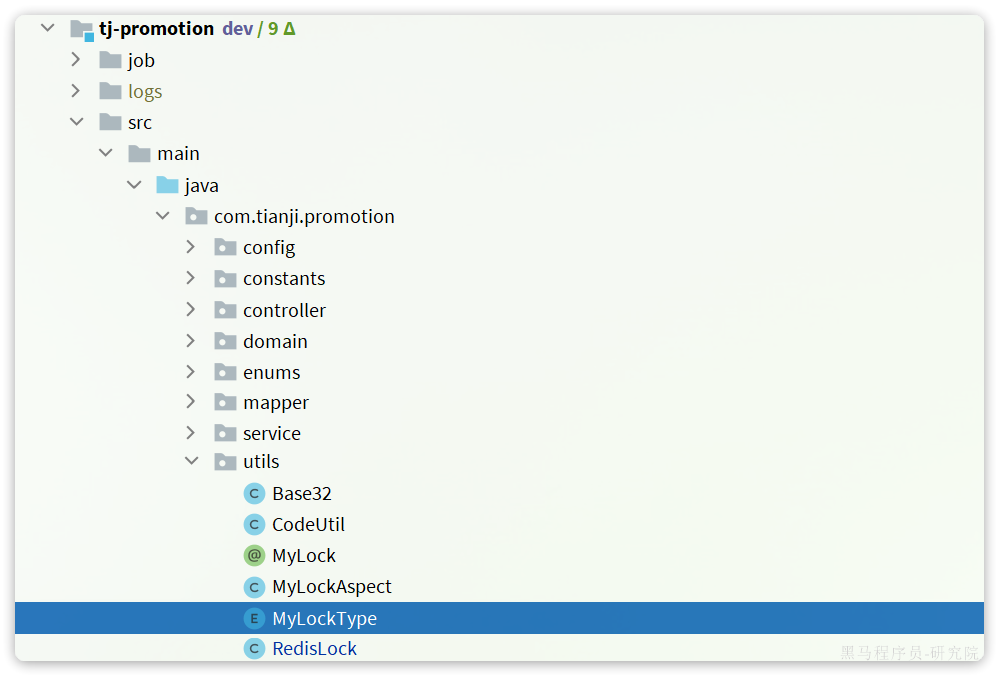 tj-promotion dev / 9 Δ
job
logs
src
main
java
com.tianji.promotion
config
constants
controller
domain
enums
mapper
service
utils
C Base32
C CodeUtil
@ MyLock
C MyLockAspect
E MyLockType
C RedisLock
黑马程序员-研究院